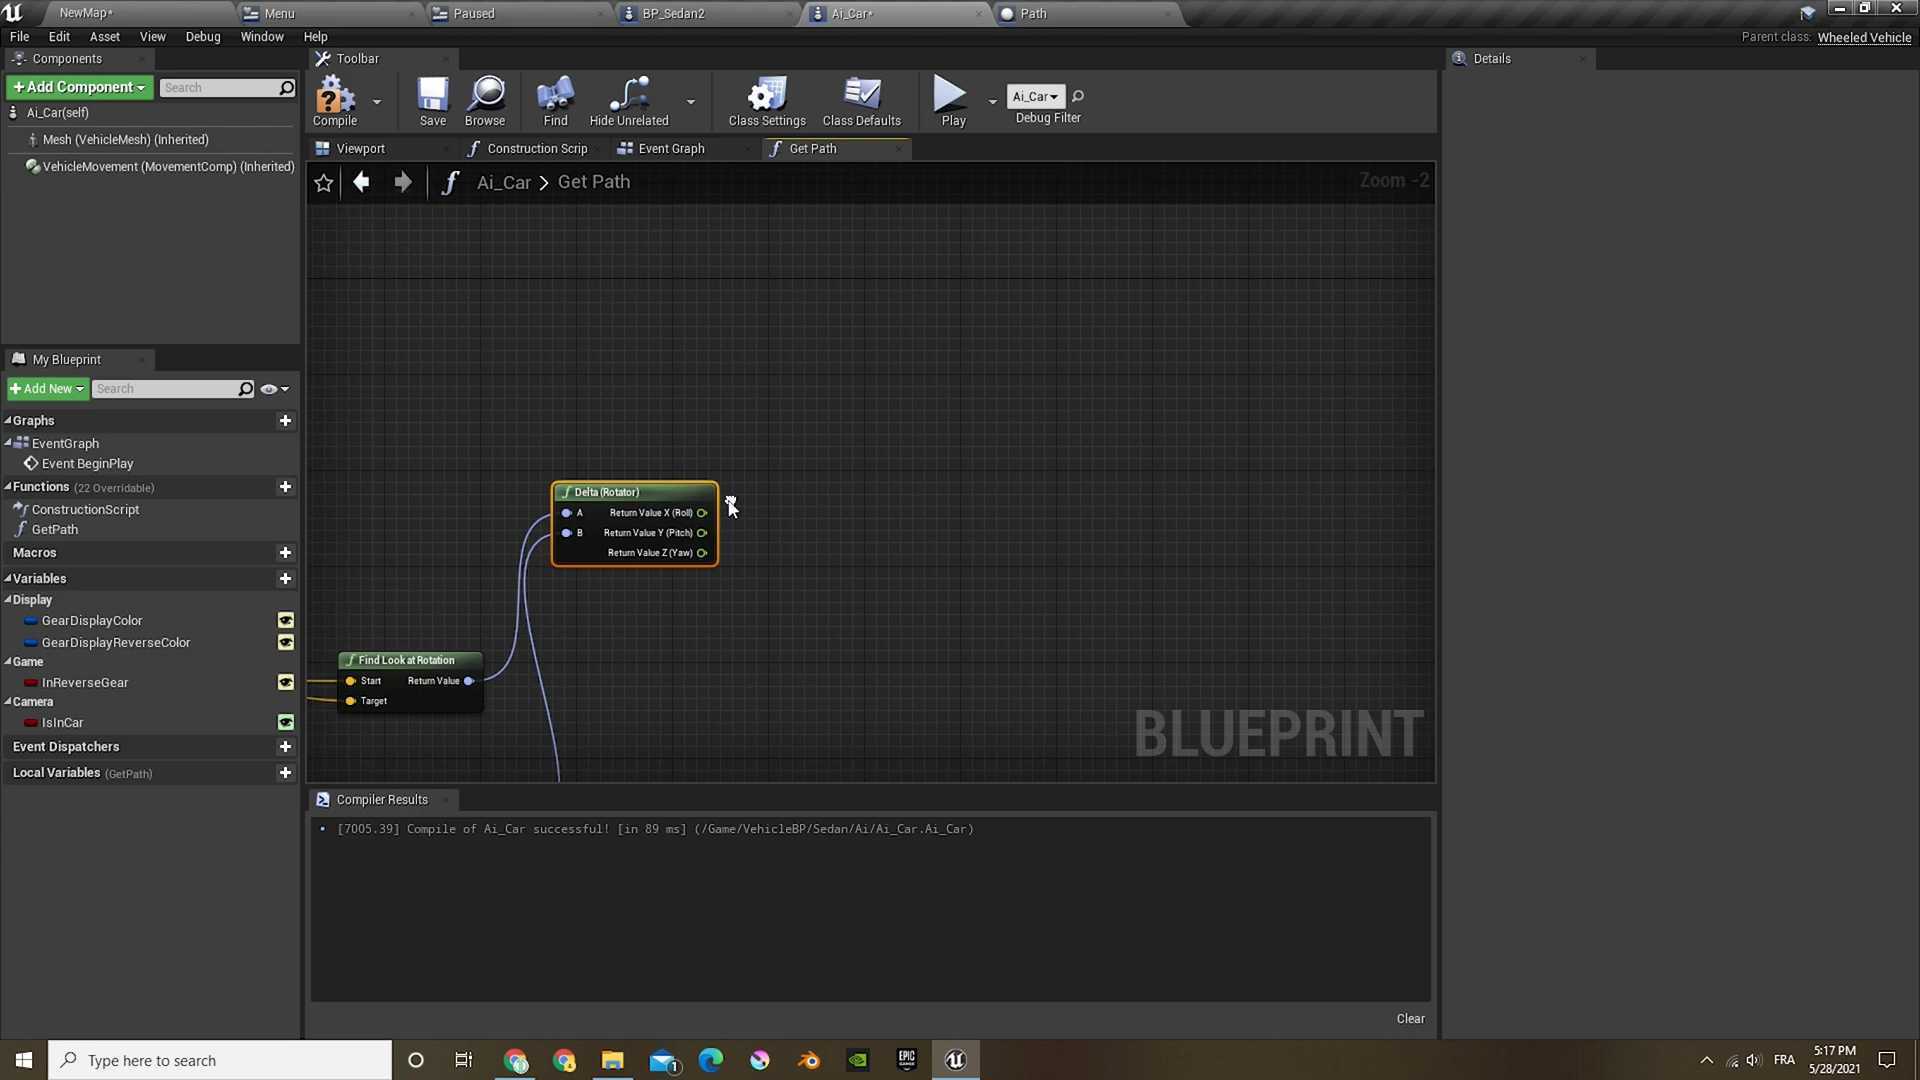 NewMap*
Menu
Paused
BP_Sedan2
Ai_Car*
Path
File Edit Asset View Debug Window Help
Parent class: Wheeled Vehicle
Components
Toolbar
Details
+Add Component
Search
Compile
Save
Browse
Find
Hide Unrelated
Class Settings
Class Defaults
Play
Ai_Car
Debug Filter
Ai_Car(self)
Mesh (VehicleMesh) (Inherited)
VehicleMovement (MovementComp) (Inherited)
Viewport
Construction Scrip
Event Graph
Get Path
Ai_Car > Get Path
Zoom -2
My Blueprint
+Add New
Search
Graphs
EventGraph
Event BeginPlay
Functions (22 Overridable)
ConstructionScript
GetPath
Macros
Variables
Display
GearDisplayColor
GearDisplayReverseColor
Game
InReverseGear
Camera
IsInCar
Event Dispatchers
Local Variables (GetPath)
Delta (Rotator)
A Return Value X (Roll)
B Return Value Y (Pitch)
Return Value Z (Yaw)
Find Look at Rotation
Start Return Value
Target
BLUEPRINT
Compiler Results
[7005.39] Compile of Ai_Car successful! [in 89 ms] (/Game/VehicleBP/Sedan/Ai/Ai_Car.Ai_Car)
Clear
Type here to search
1
EPIC GAMES
FRA
5:17 PM
5/28/2021